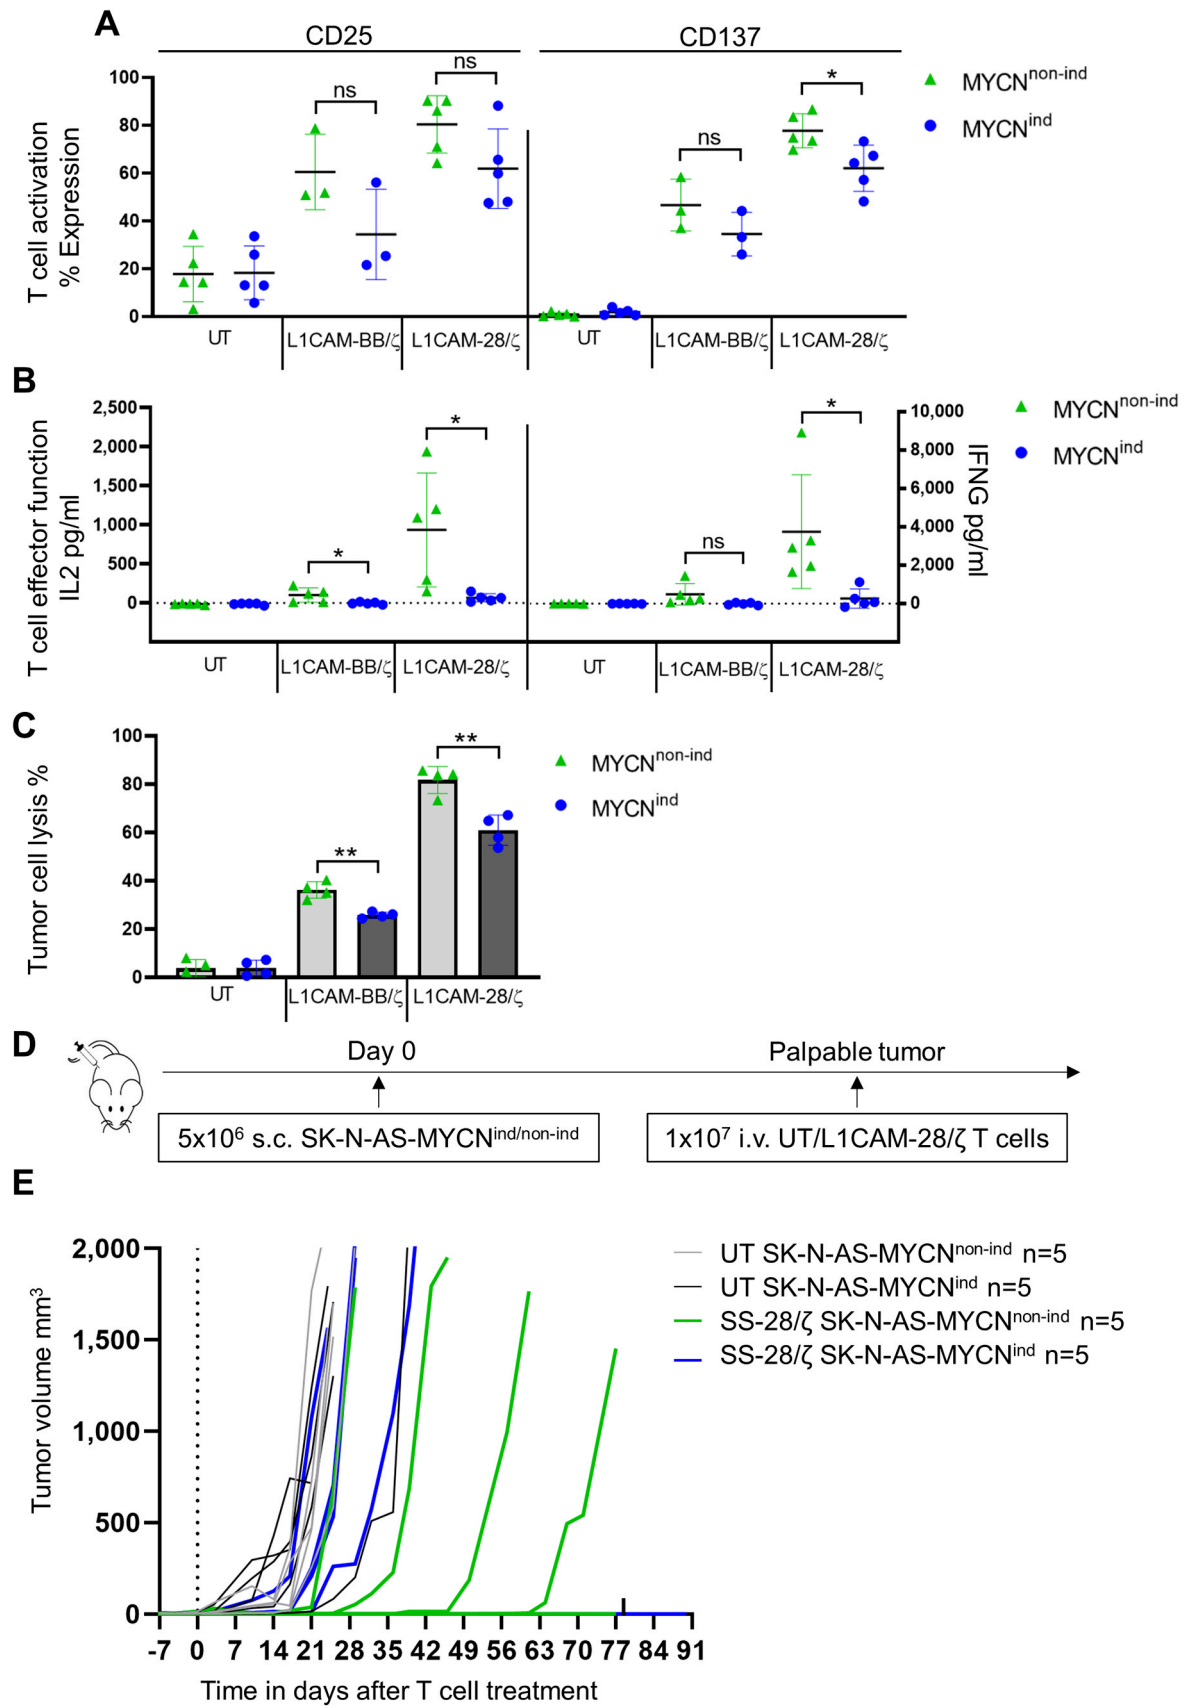 A
CD25
CD137
T cell activation
% Expression
100
80
60
40
20
0
ns
ns
ns
*
MYCN^non-ind
MYCN^ind
UT
L1CAM-BB/ζ
L1CAM-28/ζ
UT
L1CAM-BB/ζ
L1CAM-28/ζ
B
T cell effector function
IL2 pg/ml
2,500
2,000
1,500
1,000
500
0
*
*
ns
*
10,000
8,000
6,000
4,000
2,000
0
IFNG pg/ml
MYCN^non-ind
MYCN^ind
UT
L1CAM-BB/ζ
L1CAM-28/ζ
UT
L1CAM-BB/ζ
L1CAM-28/ζ
C
Tumor cell lysis %
100
80
60
40
20
0
**
**
MYCN^non-ind
MYCN^ind
UT
L1CAM-BB/ζ
L1CAM-28/ζ
D
Day 0
Palpable tumor
5x10⁶ s.c. SK-N-AS-MYCN^ind/non-ind
1x10⁷ i.v. UT/L1CAM-28/ζ T cells
E
Tumor volume mm³
2,000
1,500
1,000
500
0
-7 0 7 14 21 28 35 42 49 56 63 70 77 84 91
Time in days after T cell treatment
UT SK-N-AS-MYCN^non-ind n=5
UT SK-N-AS-MYCN^ind n=5
SS-28/ζ SK-N-AS-MYCN^non-ind n=5
SS-28/ζ SK-N-AS-MYCN^ind n=5